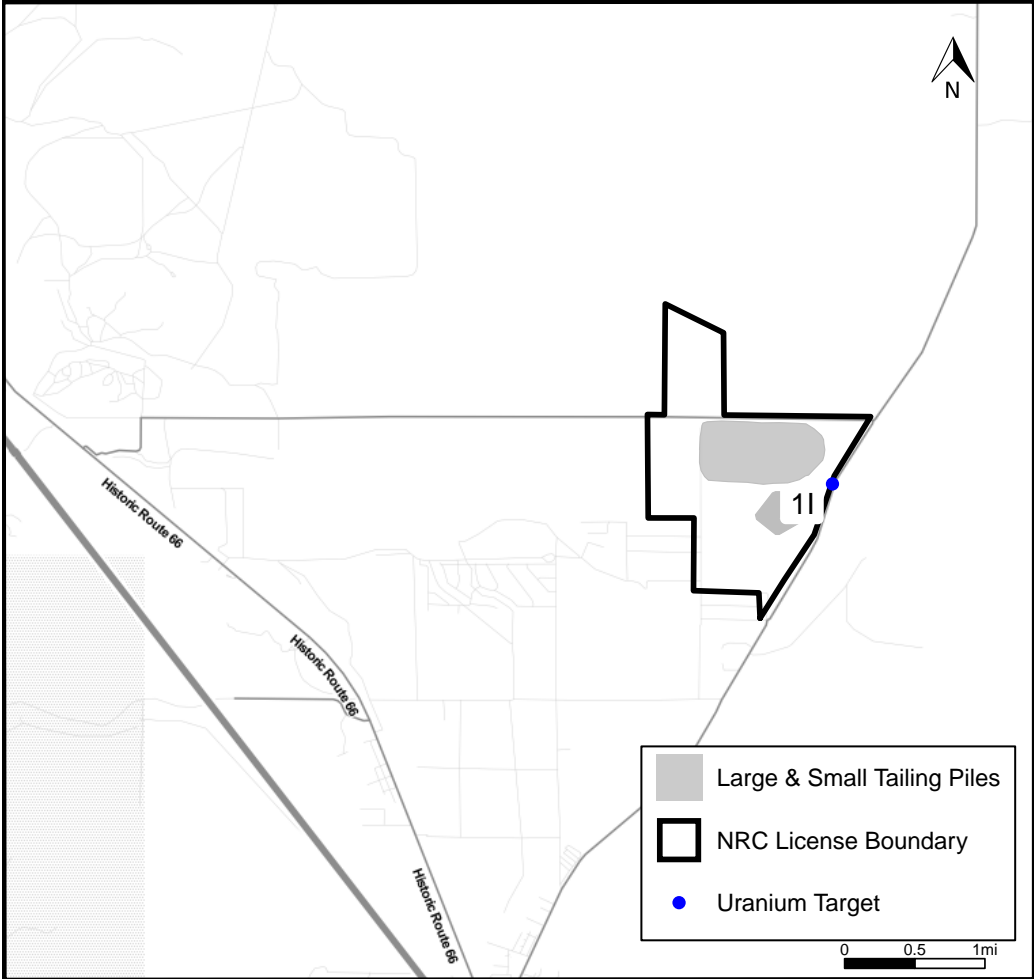 N
1I
Historic Route 66
Historic Route 66
Historic Route 66
Large & Small Tailing Piles
NRC License Boundary
Uranium Target
0 0.5 1mi